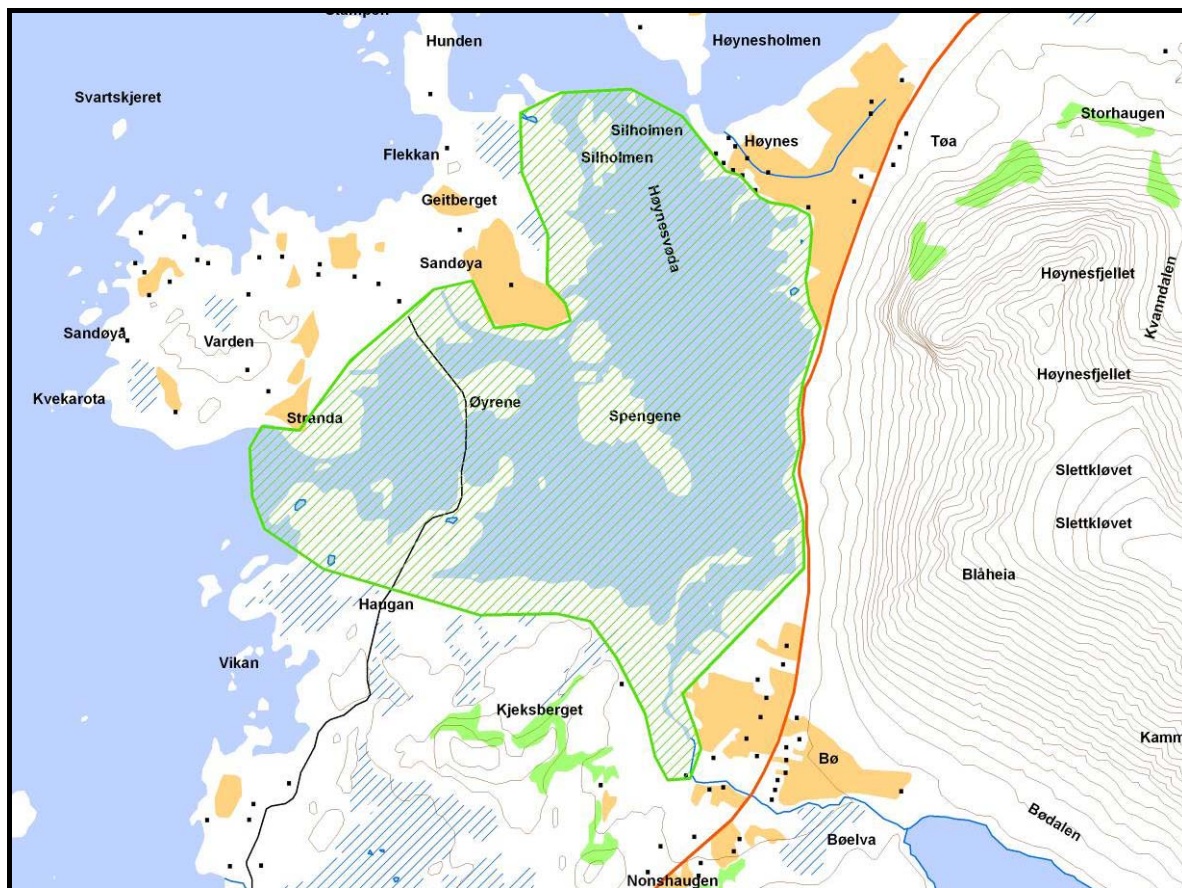 Stampen
Hunden
Høynesholmen
Svartskjeret
Storhaugen
Silholmen
Høynes
Tøa
Flekkan
Silholmen
Geitberget
Høynesvøda
Sandøya
Høynesfjellet
Kvanndalen
Sandøya
Varden
Høynesfjellet
Kvekarota
Øyrene
Stranda
Spengene
Slettkløvet
Slettkløvet
Blåheia
Haugan
Vikan
Kjeksberget
Kamm
Bø
Bødalen
Bøelva
Nonshaugen